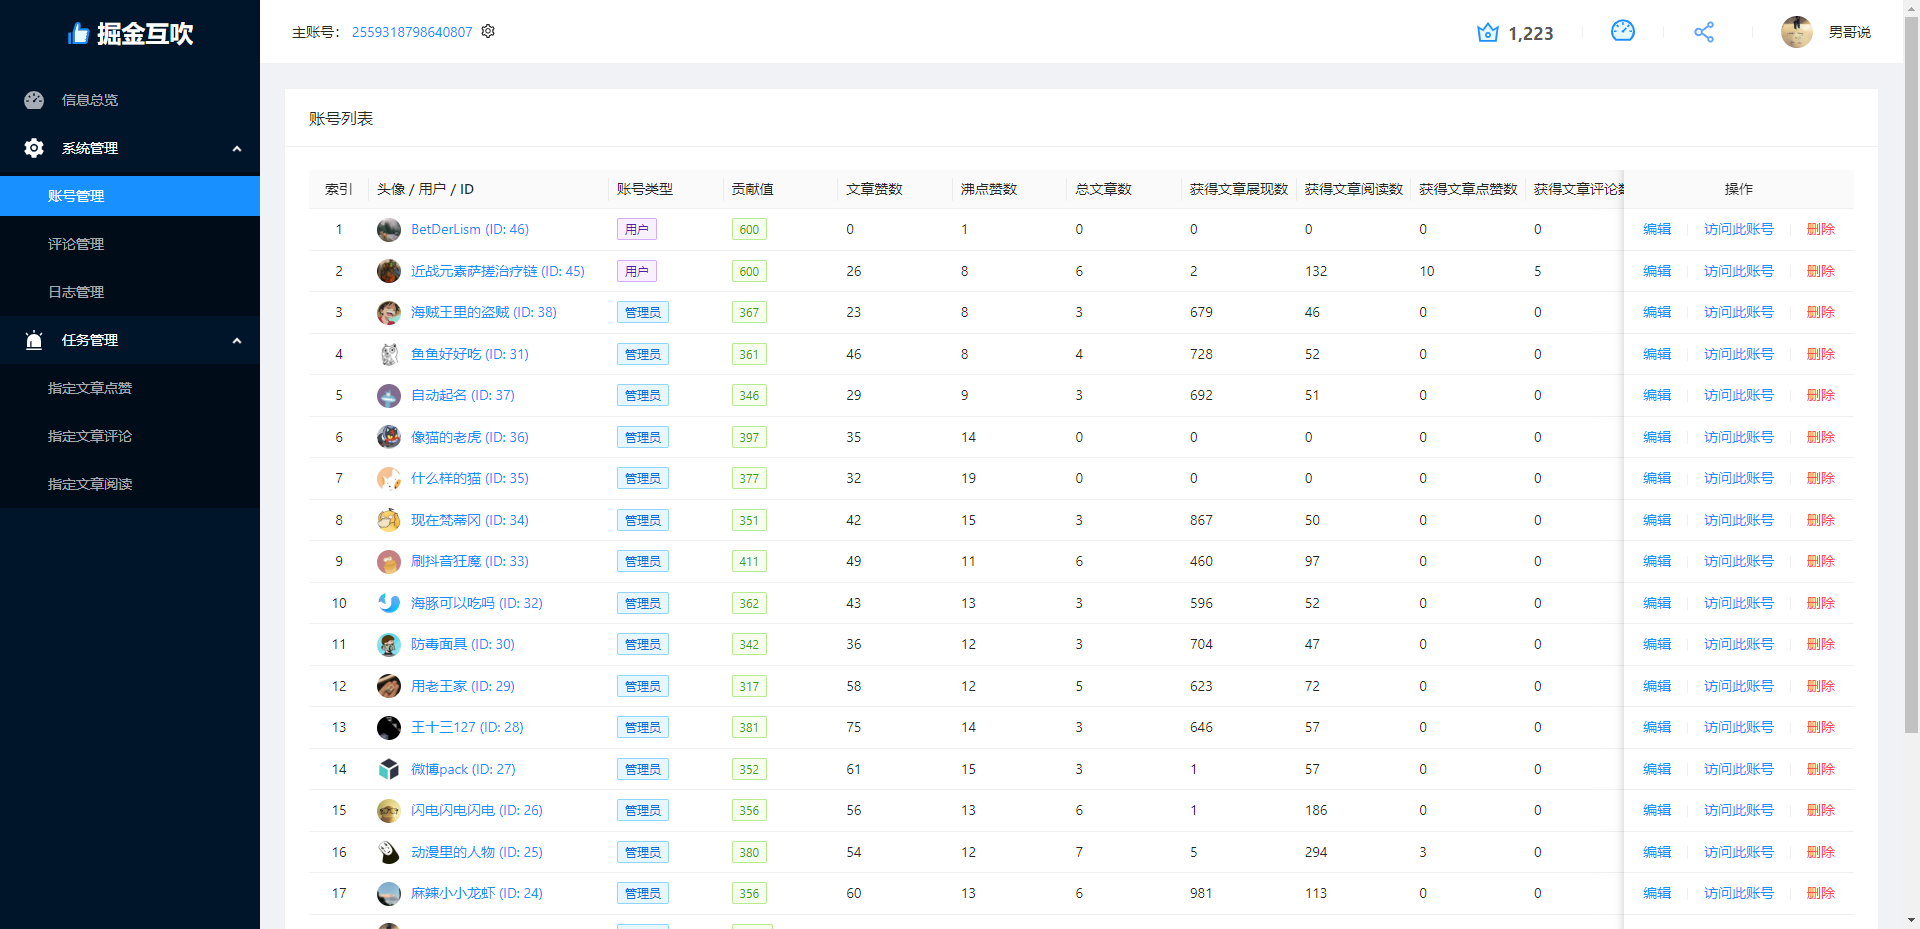 掘金互吹
主账号： 2559318798640807
1,223
男哥说
信息总览
系统管理
账号管理
评论管理
日志管理
任务管理
指定文章点赞
指定文章评论
指定文章阅读
账号列表
索引 头像 / 用户 / ID 账号类型 贡献值 文章赞数 沸点赞数 总文章数 获得文章展现数 获得文章阅读数 获得文章点赞数 获得文章评论数 操作
1 BetDerLism (ID: 46) 用户 600 0 1 0 0 0 0 0 编辑 访问此账号 删除
2 近战元素萨搓治疗链 (ID: 45) 用户 600 26 8 6 2 132 10 5 编辑 访问此账号 删除
3 海贼王里的盗贼 (ID: 38) 管理员 367 23 8 3 679 46 0 0 编辑 访问此账号 删除
4 鱼鱼好好吃 (ID: 31) 管理员 361 46 8 4 728 52 0 0 编辑 访问此账号 删除
5 自动起名 (ID: 37) 管理员 346 29 9 3 692 51 0 0 编辑 访问此账号 删除
6 像猫的老虎 (ID: 36) 管理员 397 35 14 0 0 0 0 0 编辑 访问此账号 删除
7 什么样的猫 (ID: 35) 管理员 377 32 19 0 0 0 0 0 编辑 访问此账号 删除
8 现在梵蒂冈 (ID: 34) 管理员 351 42 15 3 867 50 0 0 编辑 访问此账号 删除
9 刷抖音狂魔 (ID: 33) 管理员 411 49 11 6 460 97 0 0 编辑 访问此账号 删除
10 海豚可以吃吗 (ID: 32) 管理员 362 43 13 3 596 52 0 0 编辑 访问此账号 删除
11 防毒面具 (ID: 30) 管理员 342 36 12 3 704 47 0 0 编辑 访问此账号 删除
12 用老王家 (ID: 29) 管理员 317 58 12 5 623 72 0 0 编辑 访问此账号 删除
13 王十三127 (ID: 28) 管理员 381 75 14 3 646 57 0 0 编辑 访问此账号 删除
14 微博pack (ID: 27) 管理员 352 61 15 3 1 57 0 0 编辑 访问此账号 删除
15 闪电闪电闪电 (ID: 26) 管理员 356 56 13 6 1 186 0 0 编辑 访问此账号 删除
16 动漫里的人物 (ID: 25) 管理员 380 54 12 7 5 294 3 0 编辑 访问此账号 删除
17 麻辣小小龙虾 (ID: 24) 管理员 356 60 13 6 981 113 0 0 编辑 访问此账号 删除